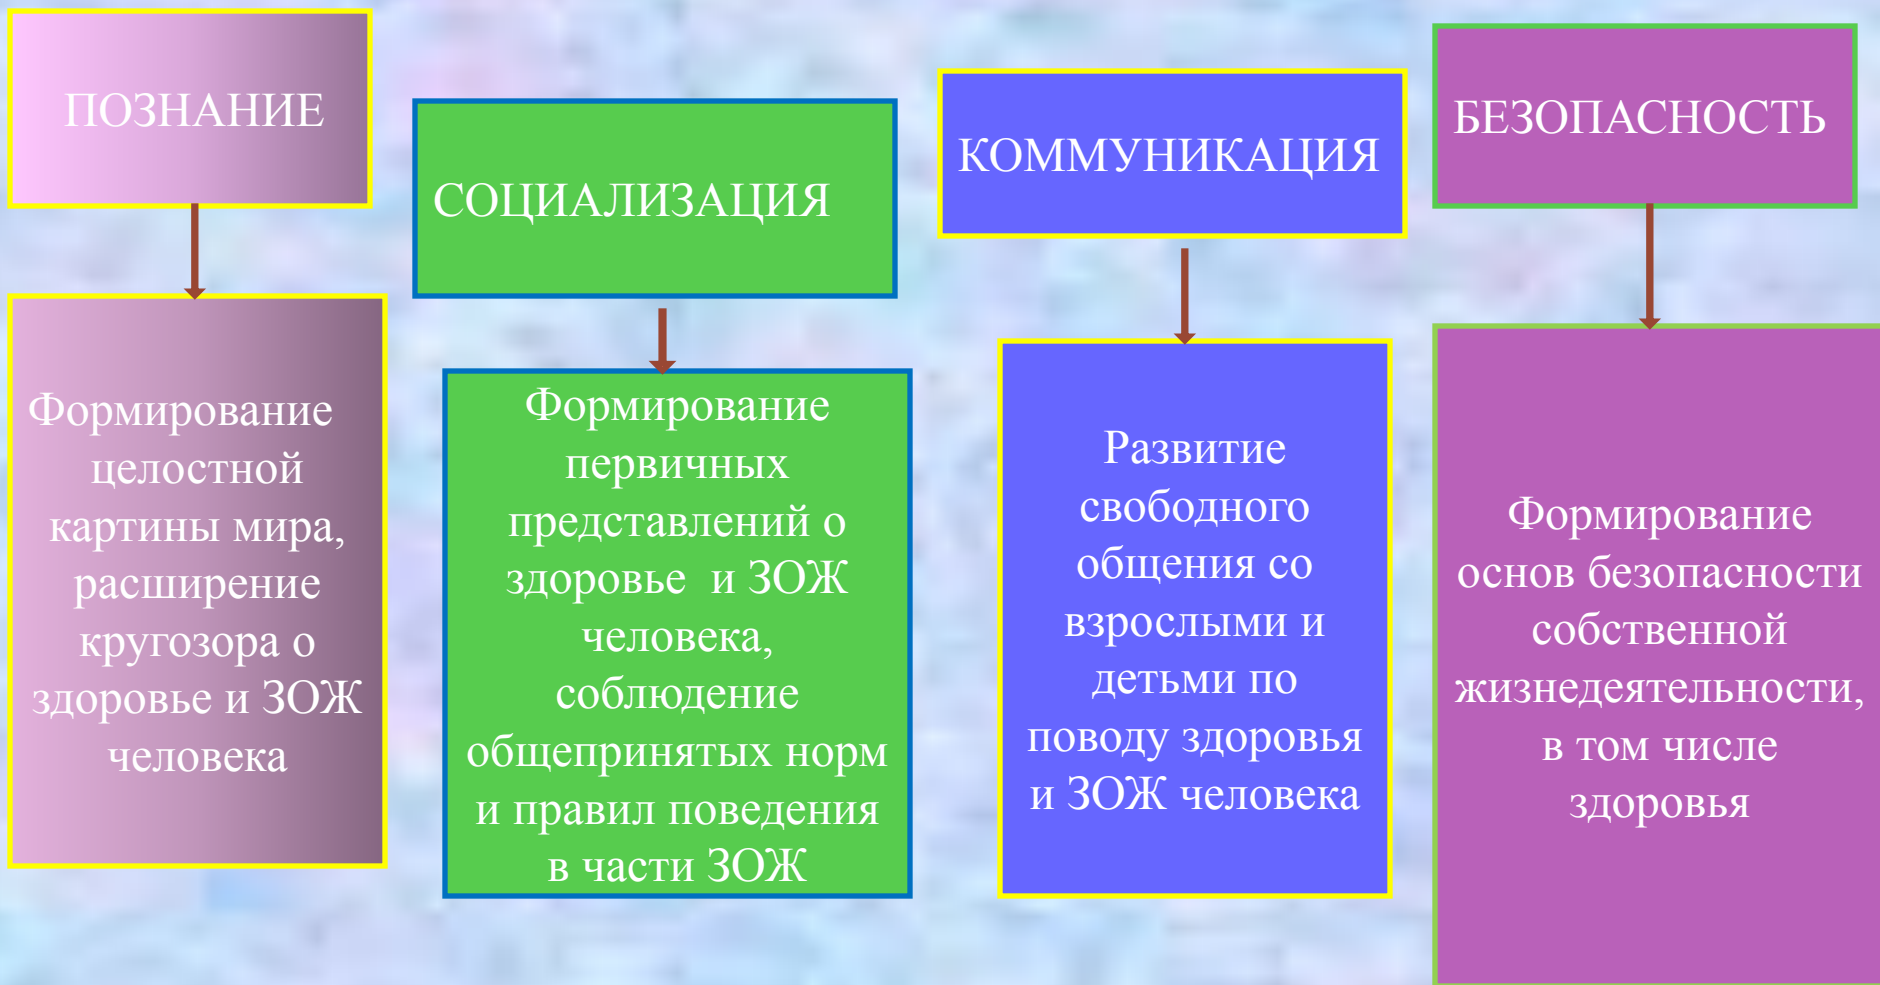 ПОЗНАНИЕ
Формирование
целостной
картины мира,
расширение
кругозора о
здоровье и ЗОЖ
человека
СОЦИАЛИЗАЦИЯ
Формирование
первичных
представлений о
здоровье и ЗОЖ
человека,
соблюдение
общепринятых норм
и правил поведения
в части ЗОЖ
КОММУНИКАЦИЯ
Развитие
свободного
общения со
взрослыми и
детьми по
поводу здоровья
и ЗОЖ человека
БЕЗОПАСНОСТЬ
Формирование
основ безопасности
собственной
жизнедеятельности,
в том числе
здоровья